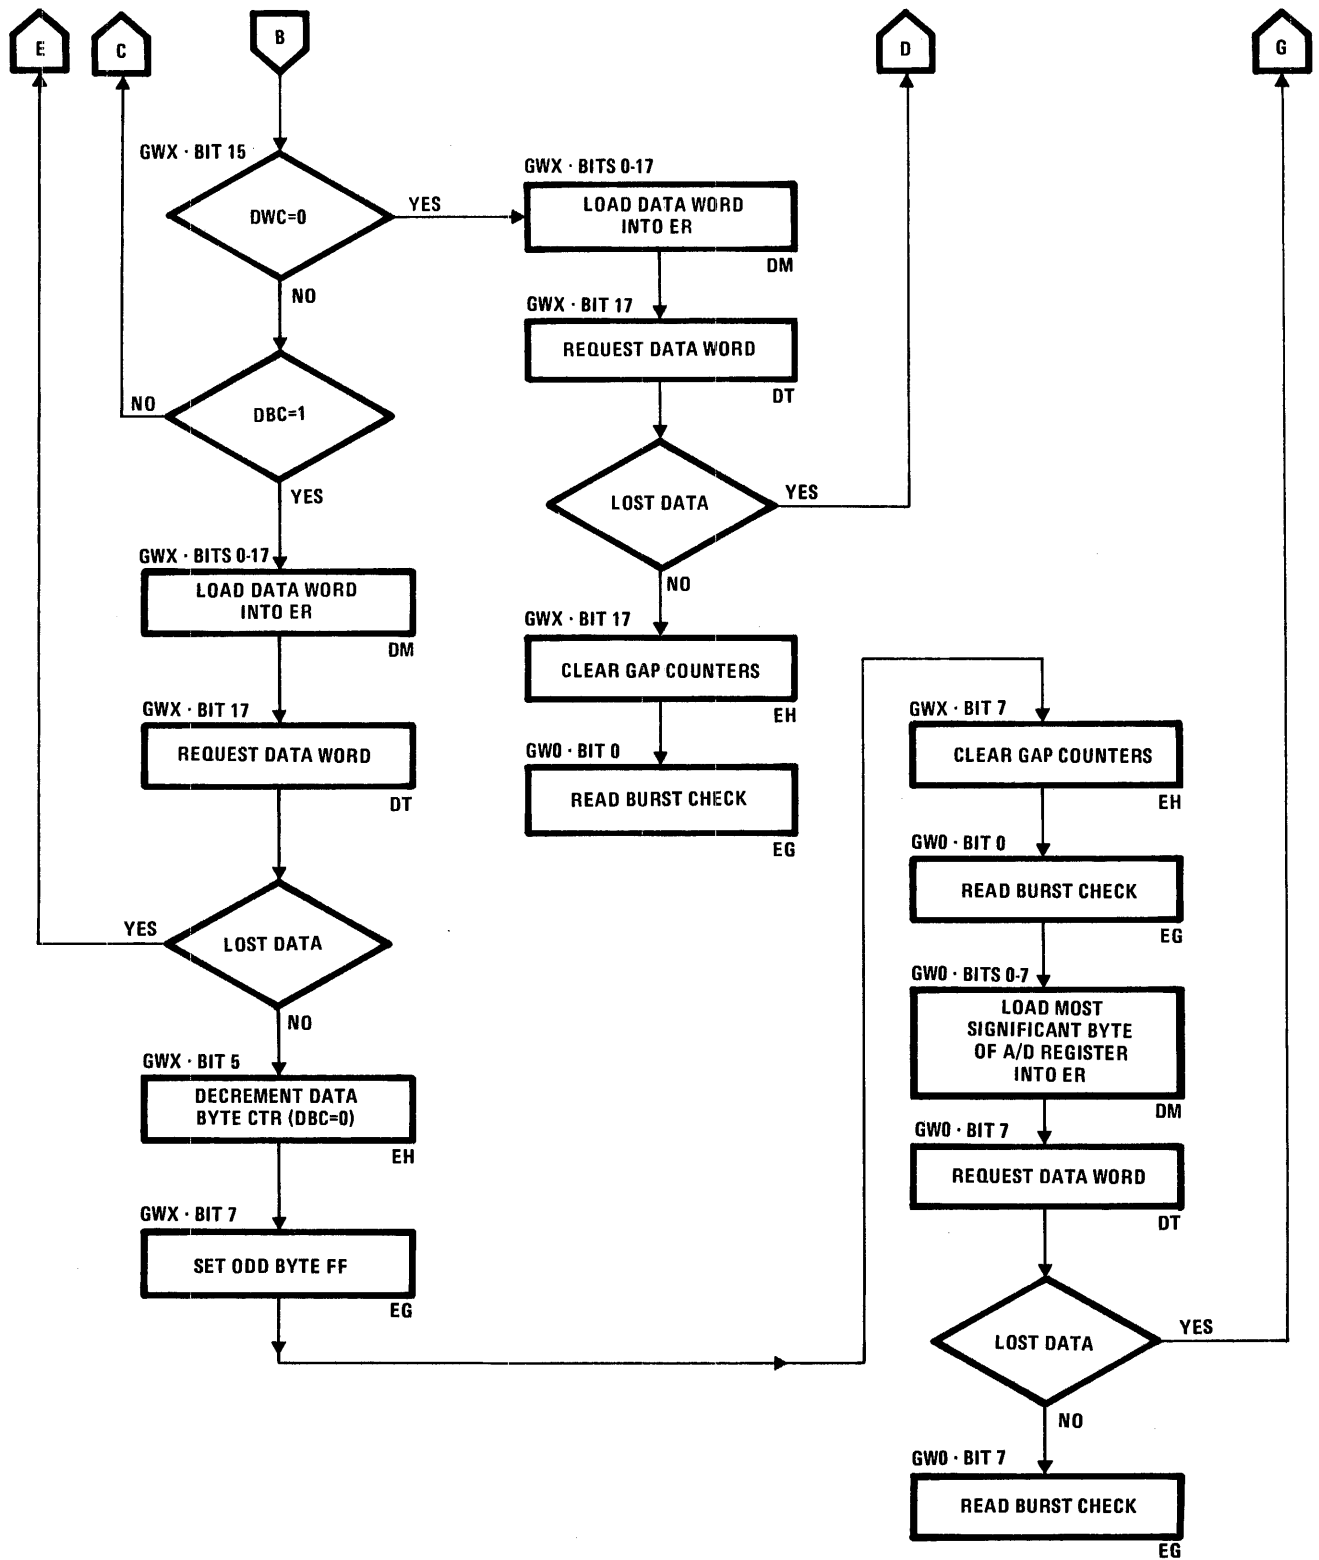 E
C
B
D
G
GWX · BIT 15
DWC=0
YES
NO
DBC=1
NO
YES
GWX · BITS 0-17
LOAD DATA WORD
INTO ER
DM
GWX · BIT 17
REQUEST DATA WORD
DT
LOST DATA
YES
NO
GWX · BIT 5
DECREMENT DATA
BYTE CTR (DBC=0)
EH
GWX · BIT 7
SET ODD BYTE FF
EG
GWX · BITS 0-17
LOAD DATA WORD
INTO ER
DM
GWX · BIT 17
REQUEST DATA WORD
DT
LOST DATA
YES
NO
GWX · BIT 17
CLEAR GAP COUNTERS
EH
GW0 · BIT 0
READ BURST CHECK
EG
GWX · BIT 7
CLEAR GAP COUNTERS
EH
GW0 · BIT 0
READ BURST CHECK
EG
GW0 · BITS 0-7
LOAD MOST
SIGNIFICANT BYTE
OF A/D REGISTER
INTO ER
DM
GW0 · BIT 7
REQUEST DATA WORD
DT
LOST DATA
YES
NO
GW0 · BIT 7
READ BURST CHECK
EG